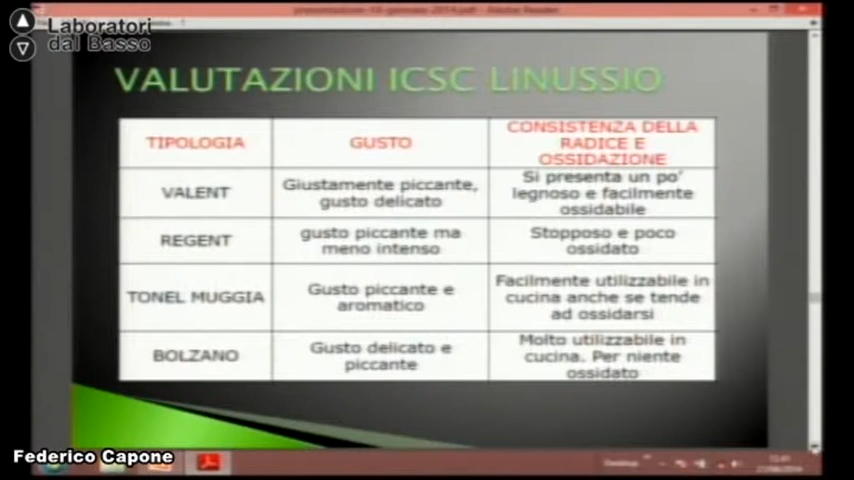 Laboratori
dal Basso
VALUTAZIONI ICSC LINUSSIO
TIPOLOGIA
GUSTO
CONSISTENZA DELLA
RADICE E
OSSIDAZIONE
VALENT
Giustamente piccante,
gusto delicato
Si presenta un po'
legnoso e facilmente
ossidabile
REGENT
gusto piccante ma
meno intenso
Stopposo e poco
ossidato
TONEL MUGGIA
Gusto piccante e
aromatico
Facilmente utilizzabile in
cucina anche se tende
ad ossidarsi
BOLZANO
Gusto delicato e
piccante
Molto utilizzabile in
cucina. Per niente
ossidato
Federico Capone
Desktop